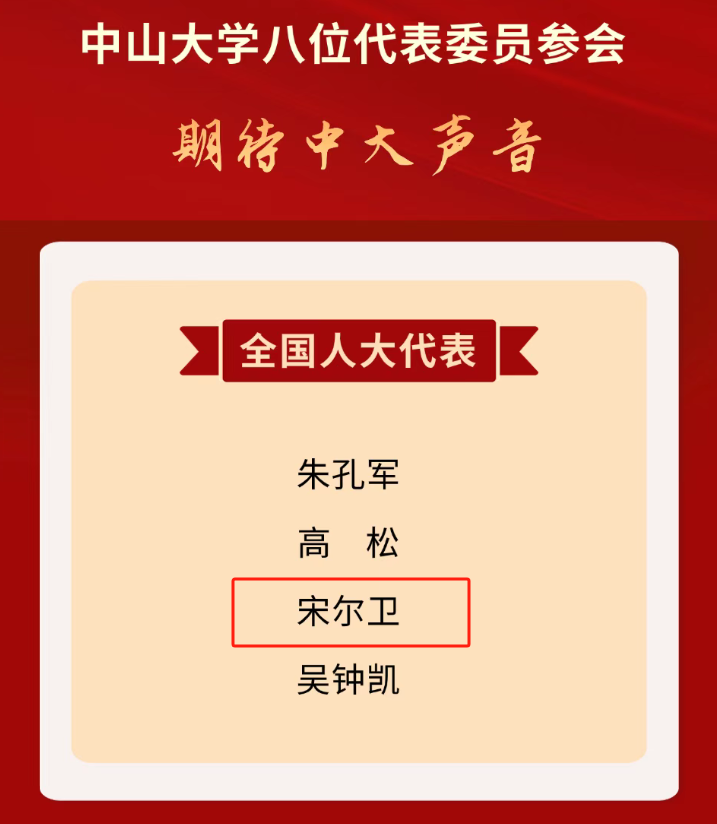 中山大学八位代表委员参会
期待中大声音
全国人大代表
朱孔军
高　松
宋尔卫
吴钟凯